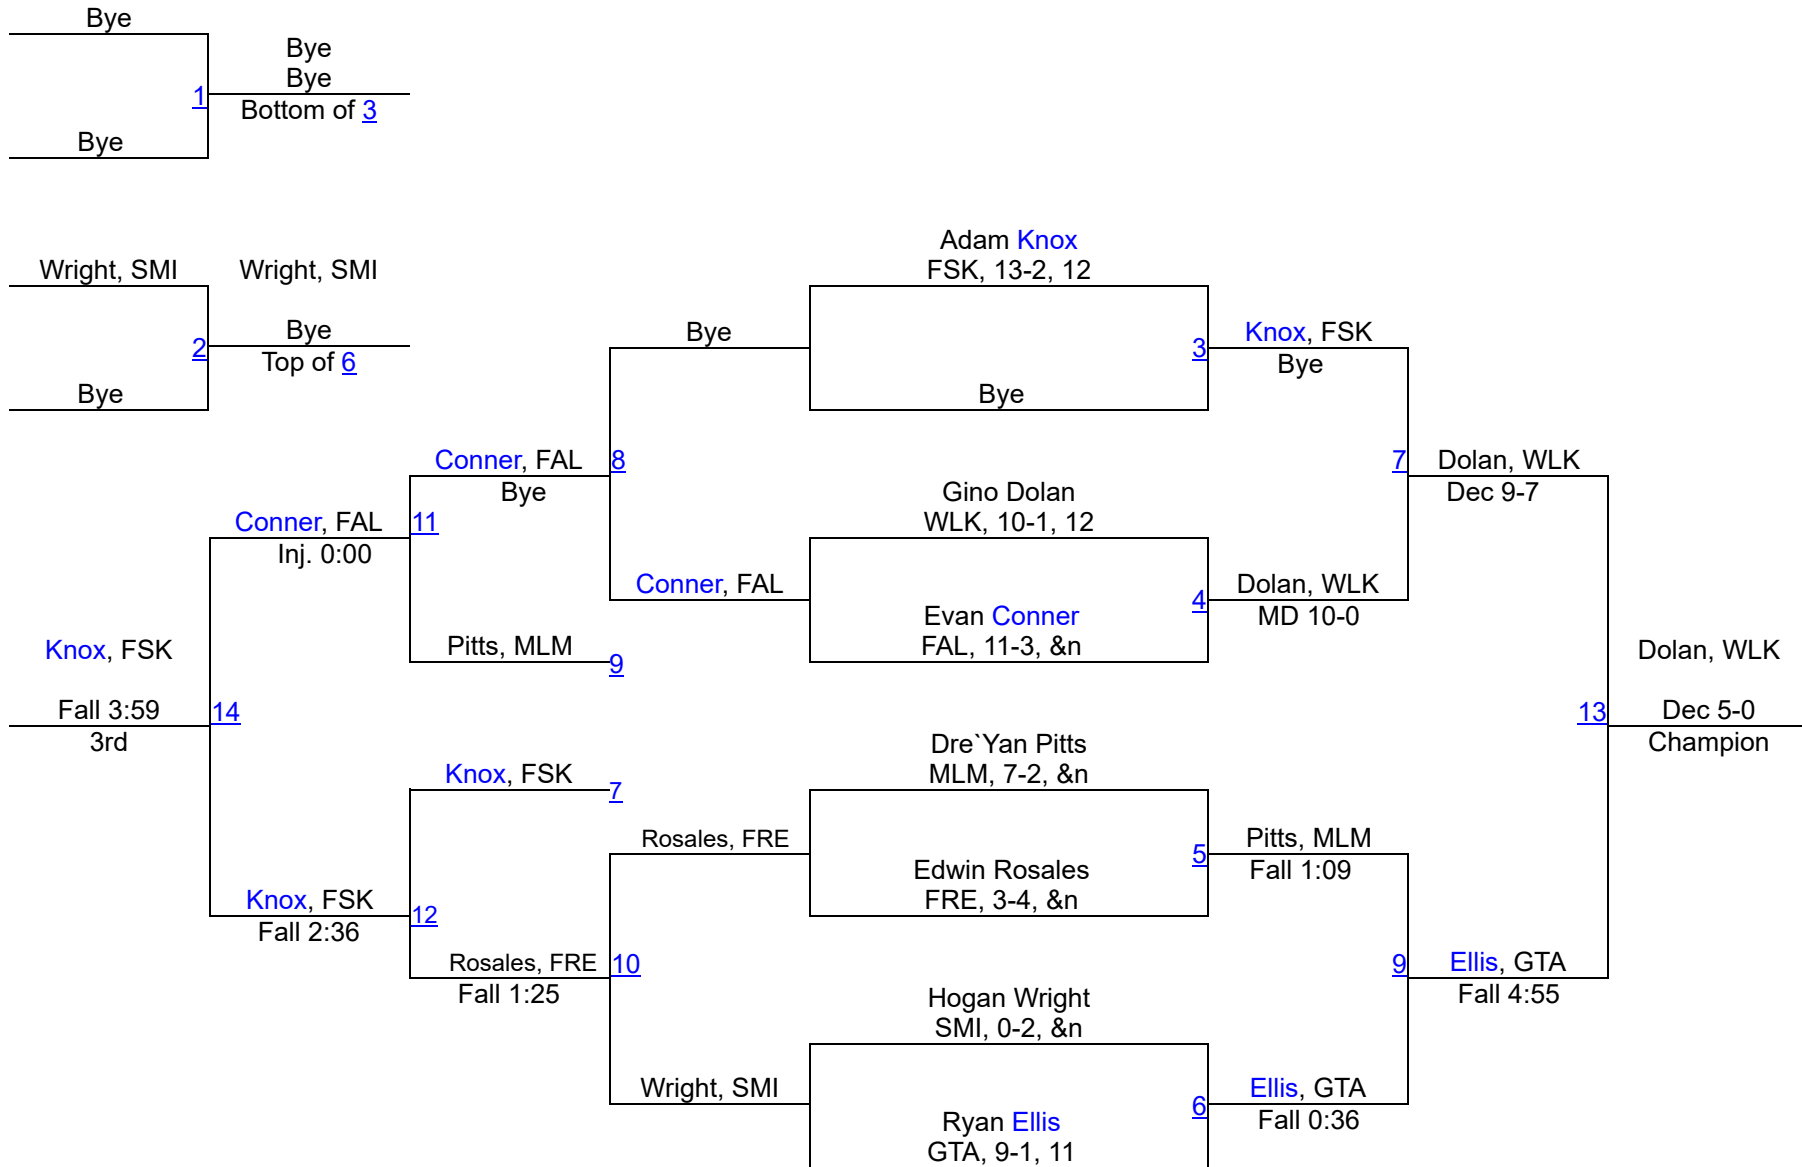 Bye
Bye
Bye
1
Bottom of 3
Bye
Wright, SMI
Wright, SMI
Bye
2
Top of 6
Bye
Adam Knox
FSK, 13-2, 12
Bye
3
Knox, FSK
Bye
Bye
Conner, FAL
8
Bye
7
Dolan, WLK
Dec 9-7
Gino Dolan
WLK, 10-1, 12
Conner, FAL
11
Inj. 0:00
Conner, FAL
4
Dolan, WLK
MD 10-0
Evan Conner
FAL, 11-3, &n
Pitts, MLM
9
Knox, FSK
Fall 3:59
14
3rd
Dolan, WLK
13
Dec 5-0
Champion
Dre`Yan Pitts
MLM, 7-2, &n
Knox, FSK
7
Rosales, FRE
5
Pitts, MLM
Fall 1:09
Edwin Rosales
FRE, 3-4, &n
Knox, FSK
12
Fall 2:36
Rosales, FRE
10
Fall 1:25
9
Ellis, GTA
Fall 4:55
Hogan Wright
SMI, 0-2, &n
Wright, SMI
6
Ellis, GTA
Fall 0:36
Ryan Ellis
GTA, 9-1, 11